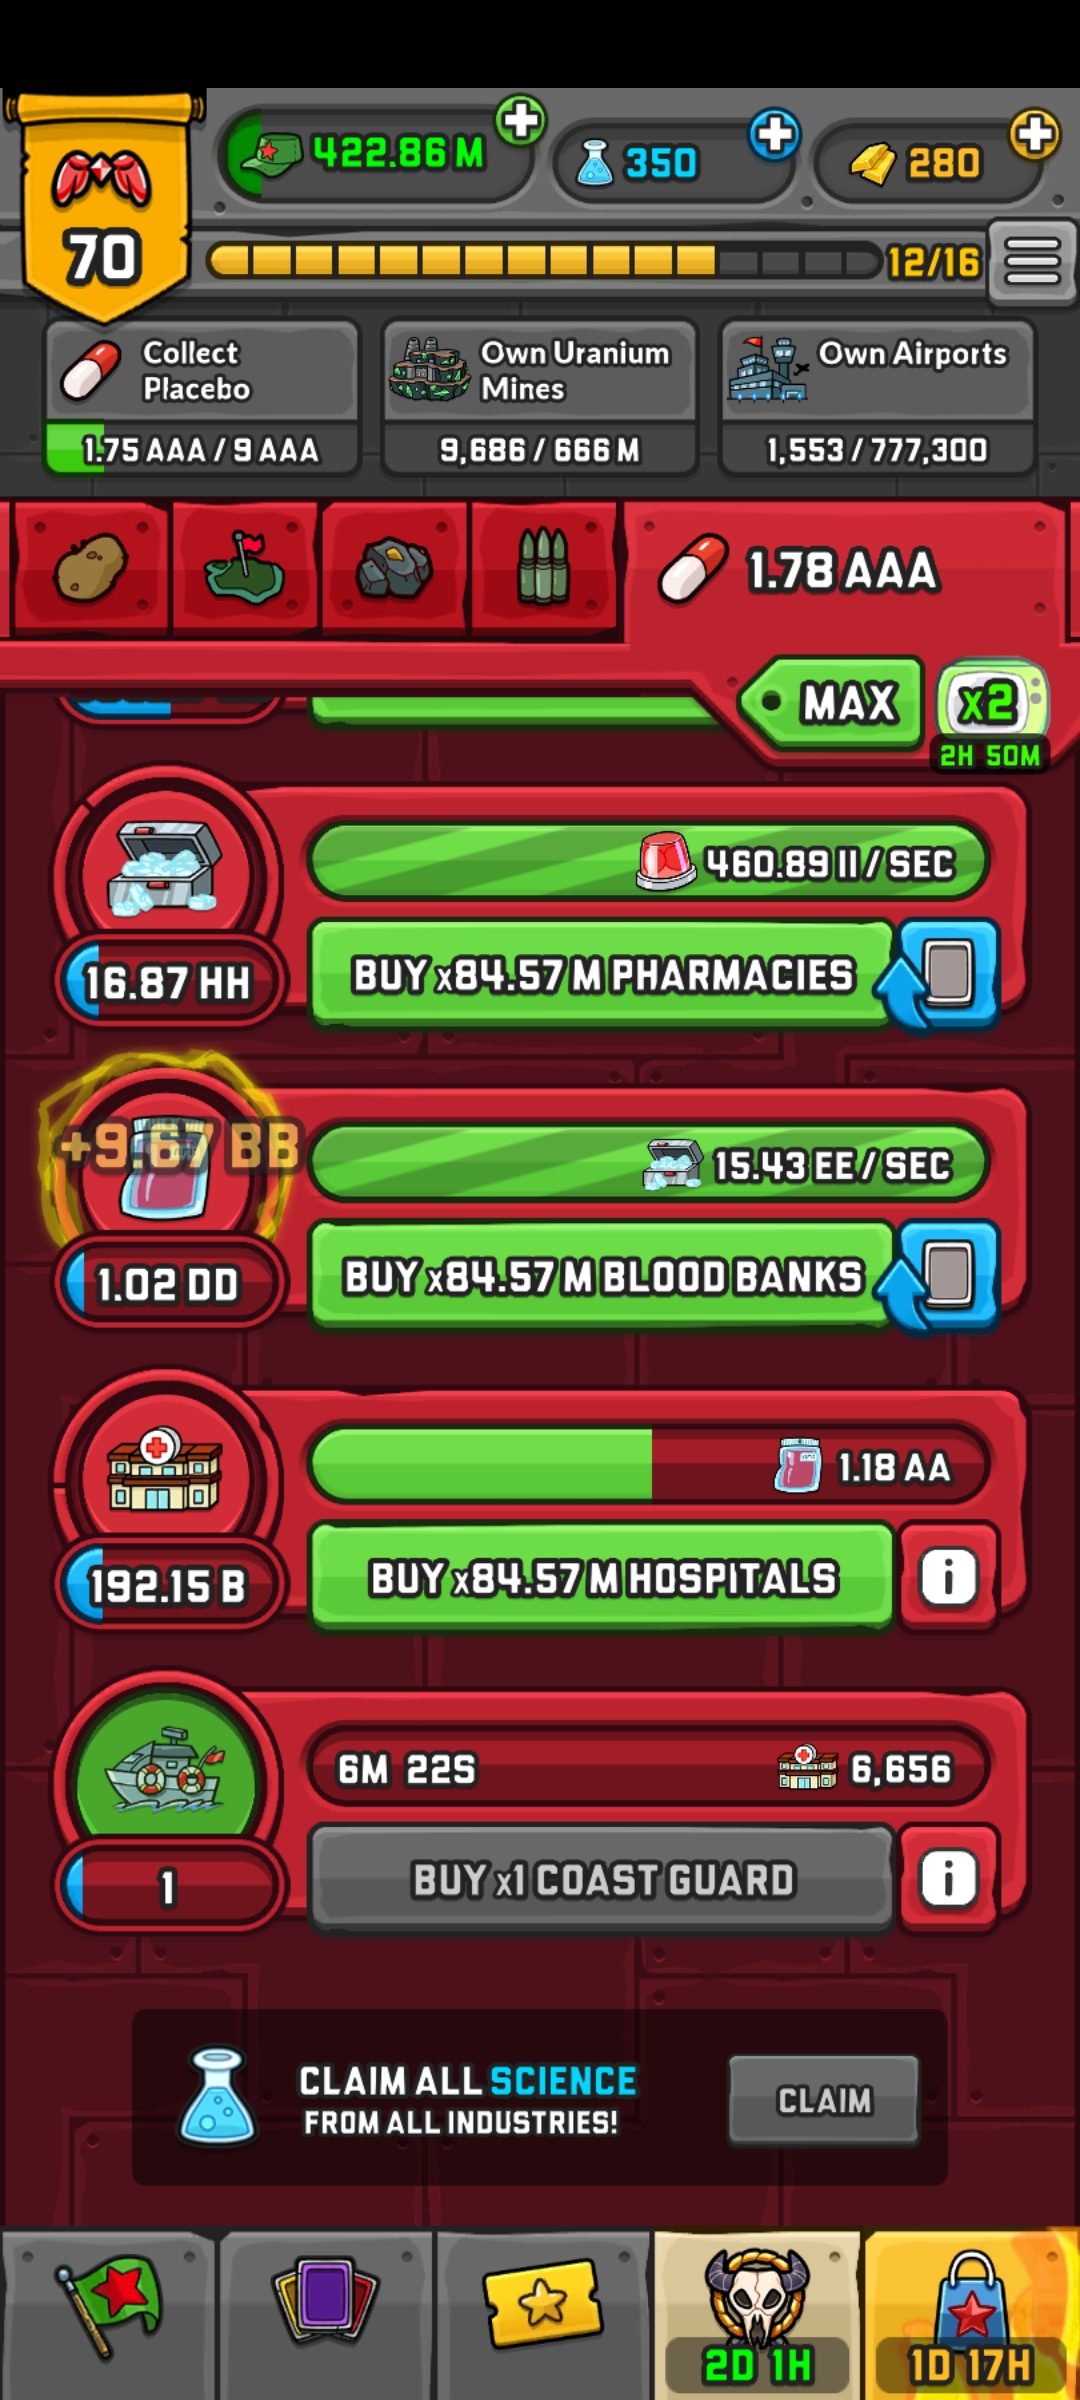 422.86 M
350
280
70
12/16
Collect
Placebo
Own Uranium
Mines
Own Airports
1.75 AAA / 9 AAA
9,686 / 666 M
1,553 / 777,300
1.78 AAA
MAX
x2
2H 50M
460.89 II / SEC
BUY x84.57 M PHARMACIES
16.87 HH
+9.67 BB
15.43 EE / SEC
BUY x84.57 M BLOOD BANKS
1.02 DD
1.18 AA
BUY x84.57 M HOSPITALS
192.15 B
6M 22S
6,656
BUY x1 COAST GUARD
1
CLAIM ALL SCIENCE
FROM ALL INDUSTRIES!
CLAIM
2D 1H
1D 17H